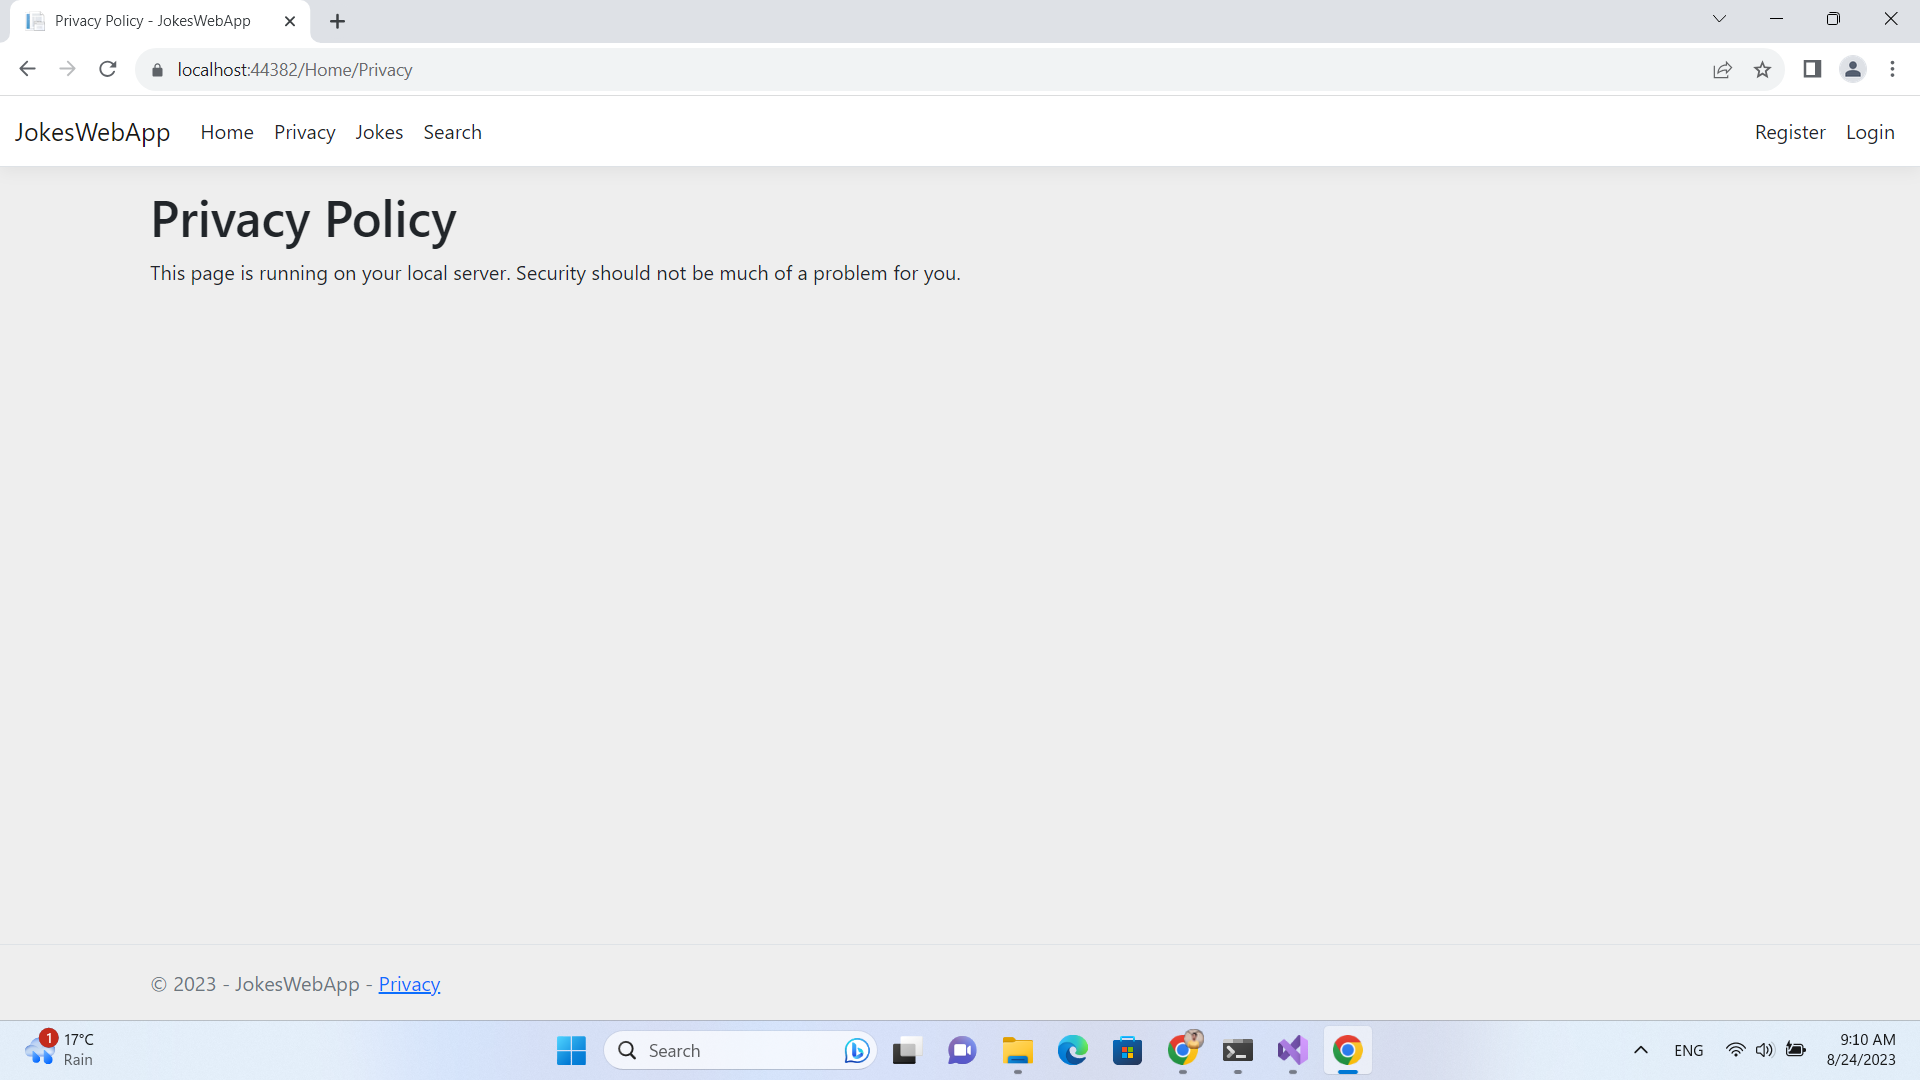 Privacy Policy - JokesWebApp
localhost:44382/Home/Privacy
JokesWebApp Home Privacy Jokes Search Register Login
Privacy Policy
This page is running on your local server. Security should not be much of a problem for you.
© 2023 - JokesWebApp - Privacy
1
17°C
Rain
Search
ENG
9:10 AM
8/24/2023